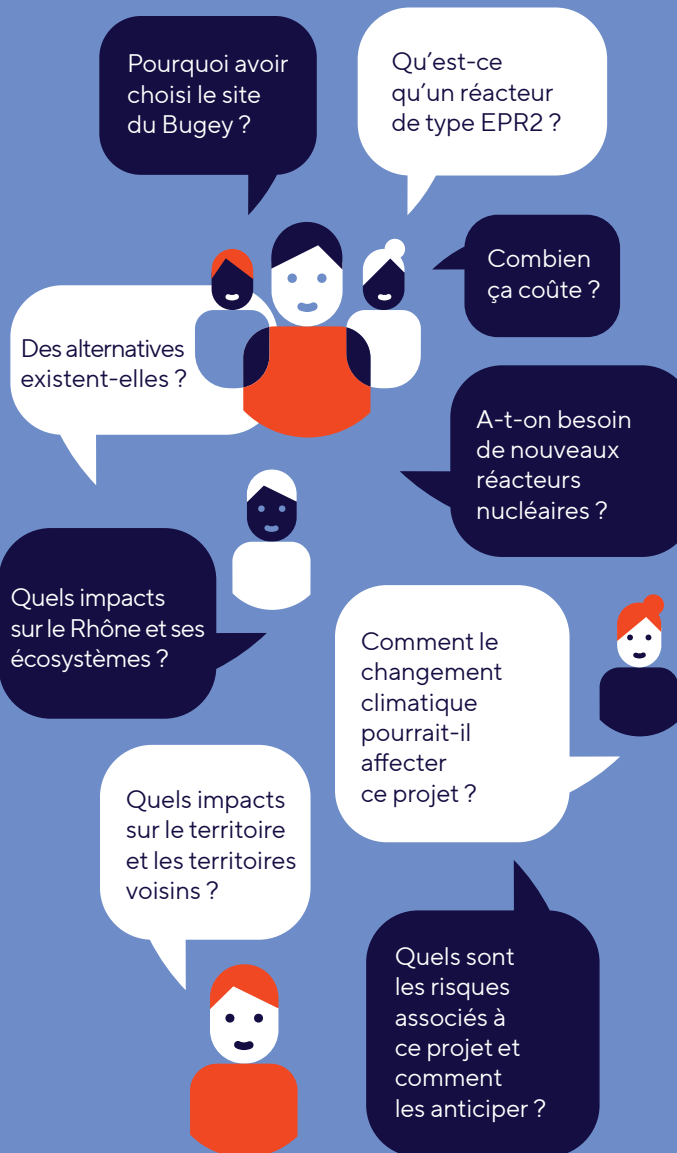 Pourquoi avoir
choisi le site
du Bugey ?
Qu’est-ce
qu’un réacteur
de type EPR2 ?
Combien
ça coûte ?
Des alternatives
existent-elles ?
A-t-on besoin
de nouveaux
réacteurs
nucléaires ?
Quels impacts
sur le Rhône et ses
écosystèmes ?
Comment le
changement
climatique
pourrait-il
affecter
ce projet ?
Quels impacts
sur le territoire
et les territoires
voisins ?
Quels sont
les risques
associés à
ce projet et
comment
les anticiper ?